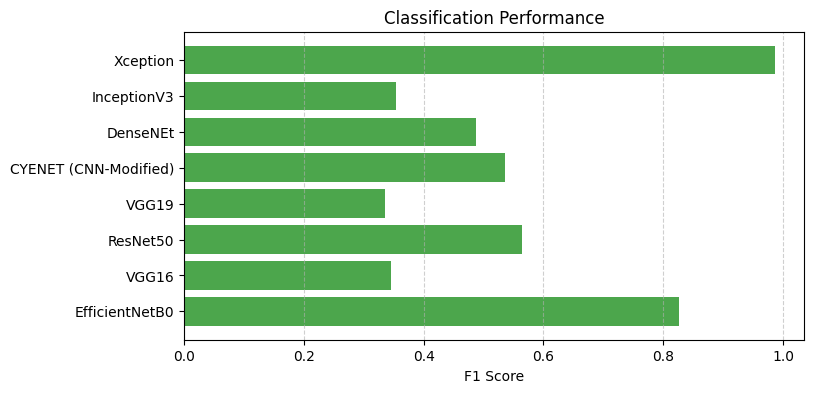 Classification Performance
Xception
InceptionV3
DenseNEt
CYENET (CNN-Modified)
VGG19
ResNet50
VGG16
EfficientNetB0
0.0 0.2 0.4 0.6 0.8 1.0
F1 Score